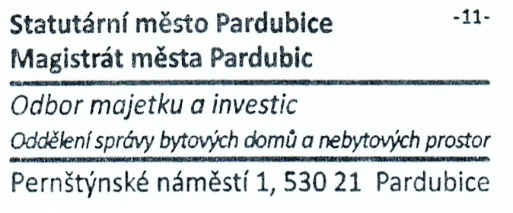 Statutární město Pardubice -11-
Magistrát města Pardubic
Odbor majetku a investic
Oddělení správy bytových domů a nebytových prostor
Pernštýnské náměstí 1, 530 21 Pardubice